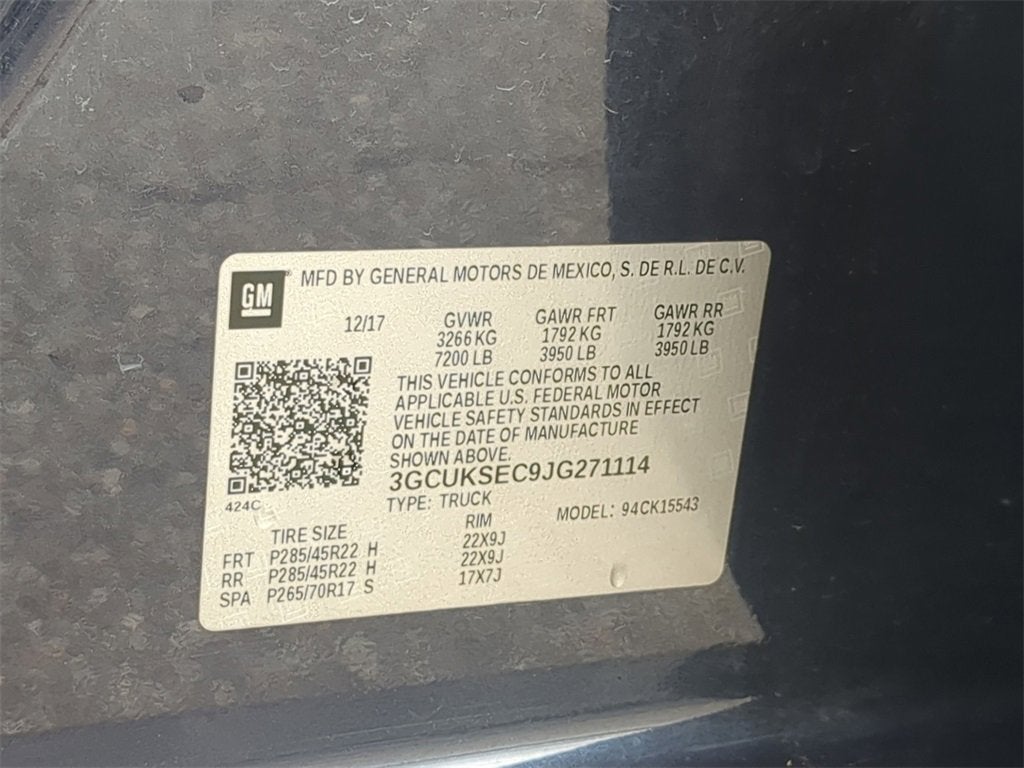 GM
MFD BY GENERAL MOTORS DE MEXICO, S. DE R.L. DE C.V.
12/17 GVWR GAWR FRT GAWR RR
3266 KG 1792 KG 1792 KG
7200 LB 3950 LB 3950 LB
THIS VEHICLE CONFORMS TO ALL
APPLICABLE U.S. FEDERAL MOTOR
VEHICLE SAFETY STANDARDS IN EFFECT
ON THE DATE OF MANUFACTURE
SHOWN ABOVE.
3GCUKSEC9JG271114
424C TYPE: TRUCK MODEL: 94CK15543
TIRE SIZE RIM
FRT P285/45R22 H 22X9J
RR P285/45R22 H 22X9J
SPA P265/70R17 S 17X7J